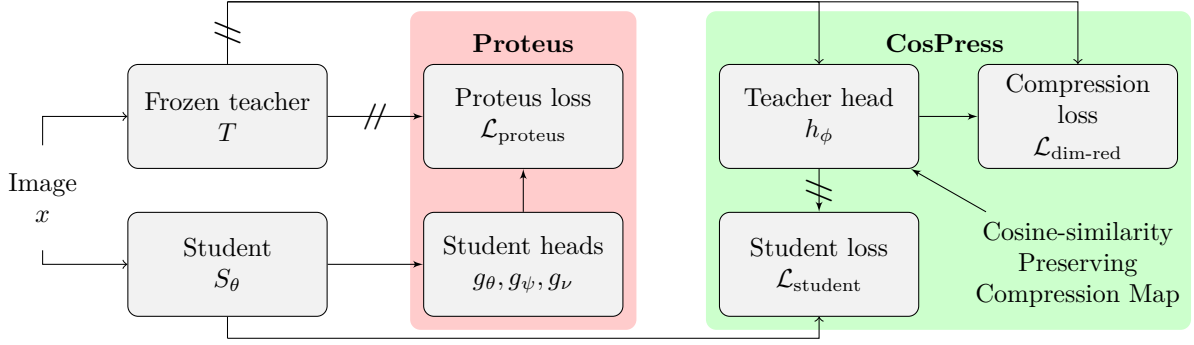 Proteus
CosPress
Frozen teacher
T
Proteus loss
ℒproteus
Teacher head
hϕ
Compression
loss
ℒdim-red
Image
x
Student
Sθ
Student heads
gθ, gψ, gν
Student loss
ℒstudent
Cosine-similarity
Preserving
Compression Map